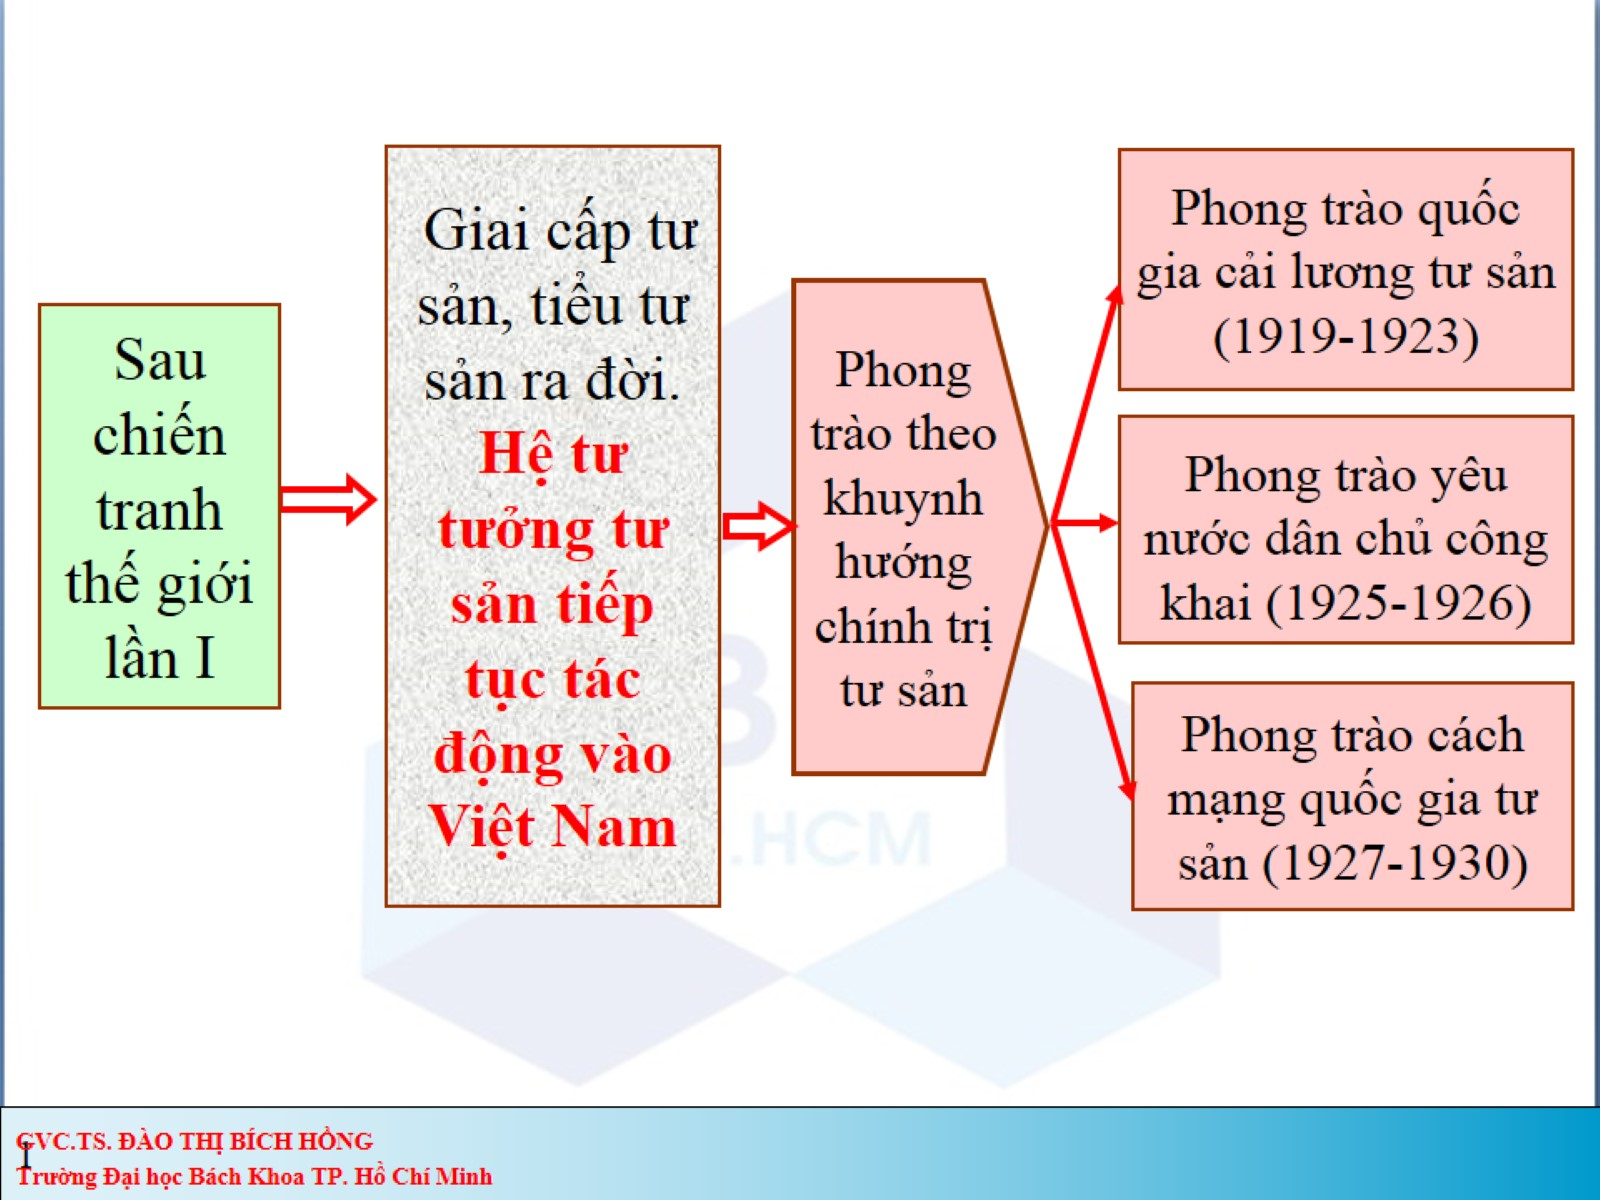 Sau
chiến
tranh
thế giới
lần I
Giai cấp tư
sản, tiểu tư
sản ra đời.
Hệ tư
tưởng tư
sản tiếp
tục tác
động vào
Việt Nam
Phong
trào theo
khuynh
hướng
chính trị
tư sản
Phong trào quốc
gia cải lương tư sản
(1919-1923)
Phong trào yêu
nước dân chủ công
khai (1925-1926)
Phong trào cách
mạng quốc gia tư
sản (1927-1930)
B
.HCM
GVC.TS. ĐÀO THỊ BÍCH HỒNG
1
Trường Đại học Bách Khoa TP. Hồ Chí Minh